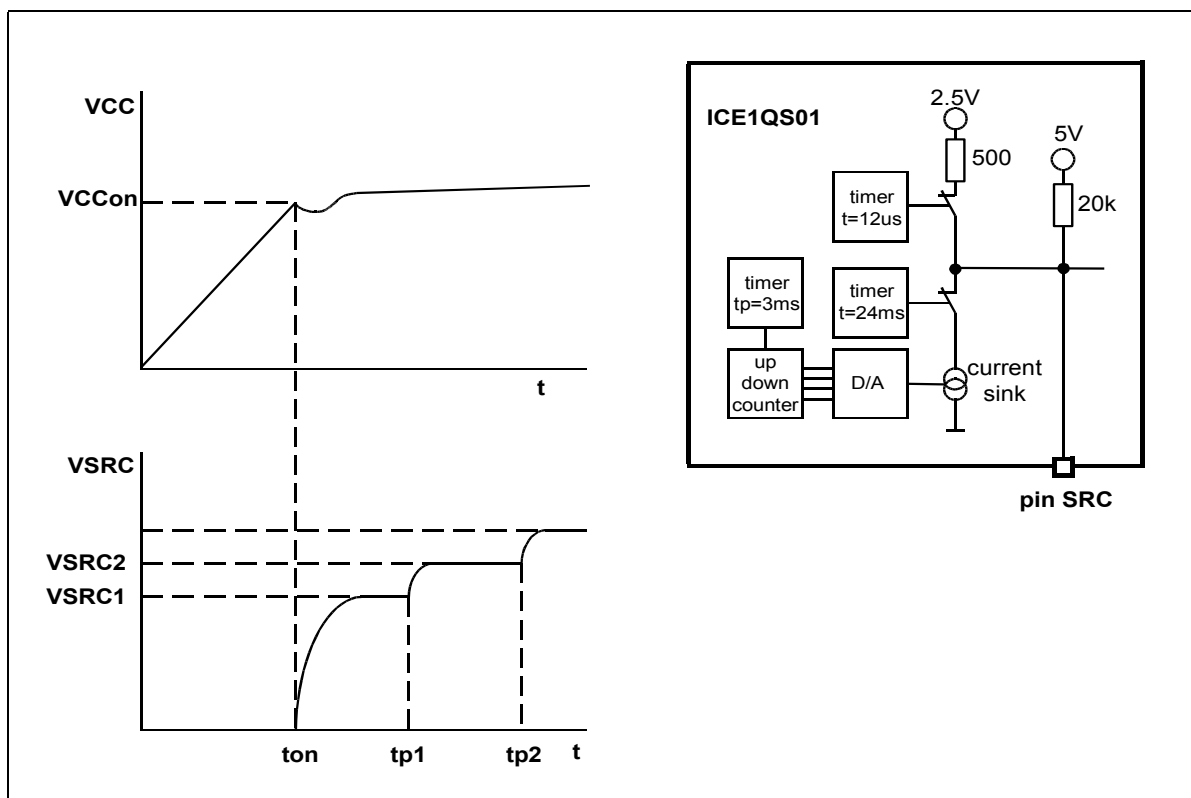 VCC
VCCon
t
VSRC
VSRC2
VSRC1
ton
tp1
tp2
t
ICE1QS01
2.5V
500
5V
20k
timer
t=12us
timer
tp=3ms
timer
t=24ms
up
down
counter
D/A
current
sink
pin SRC